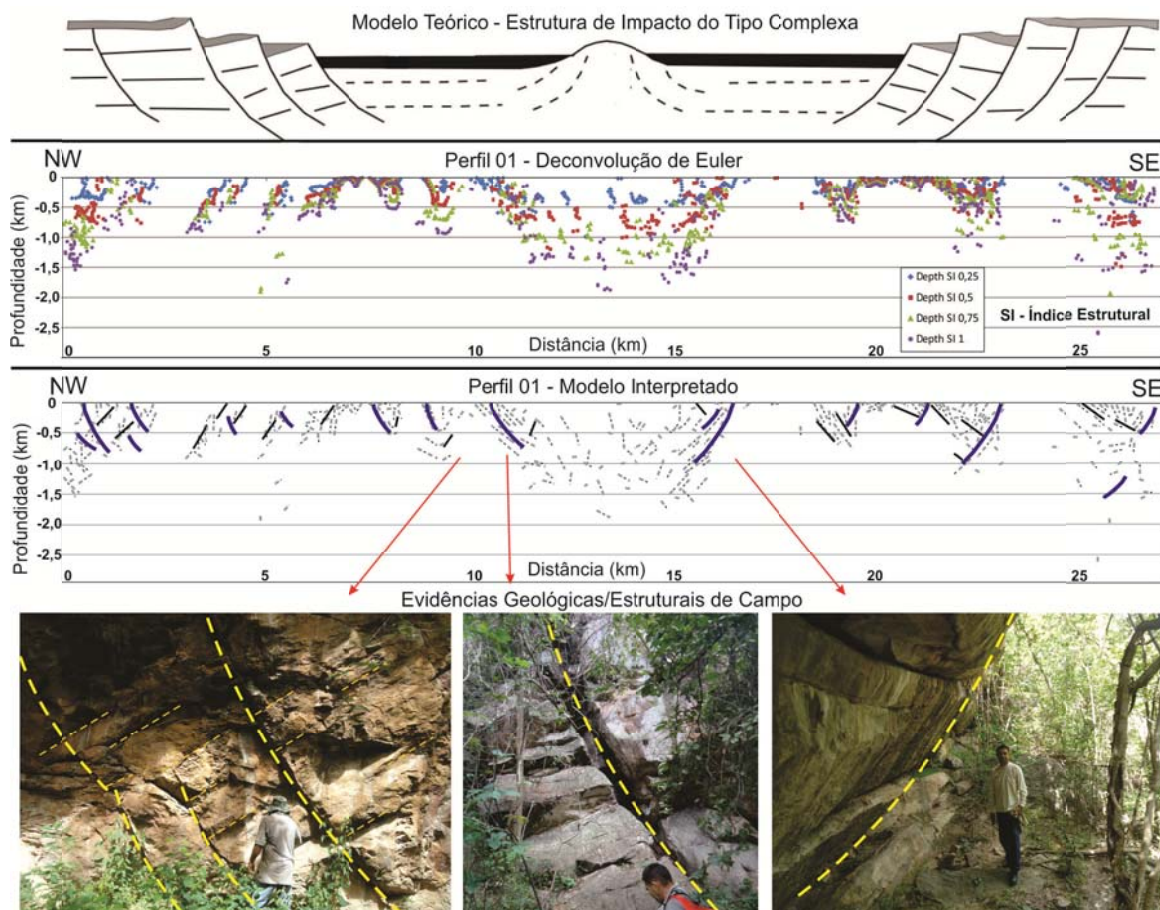 Modelo Teórico - Estrutura de Impacto do Tipo Complexa
NW
Perfil 01 - Deconvolução de Euler
SE
Profundidade (km)
0
-0,5
-1,0
-1,5
-2,0
-2,5
Depth SI 0,25
Depth SI 0,5
Depth SI 0,75
Depth SI 1
SI - Índice Estrutural
0
5
10
15
20
25
Distância (km)
NW
Perfil 01 - Modelo Interpretado
SE
Profundidade (km)
0
-0,5
-1,0
-1,5
-2,0
-2,5
0
5
10
15
20
25
Distância (km)
Evidências Geológicas/Estruturais de Campo